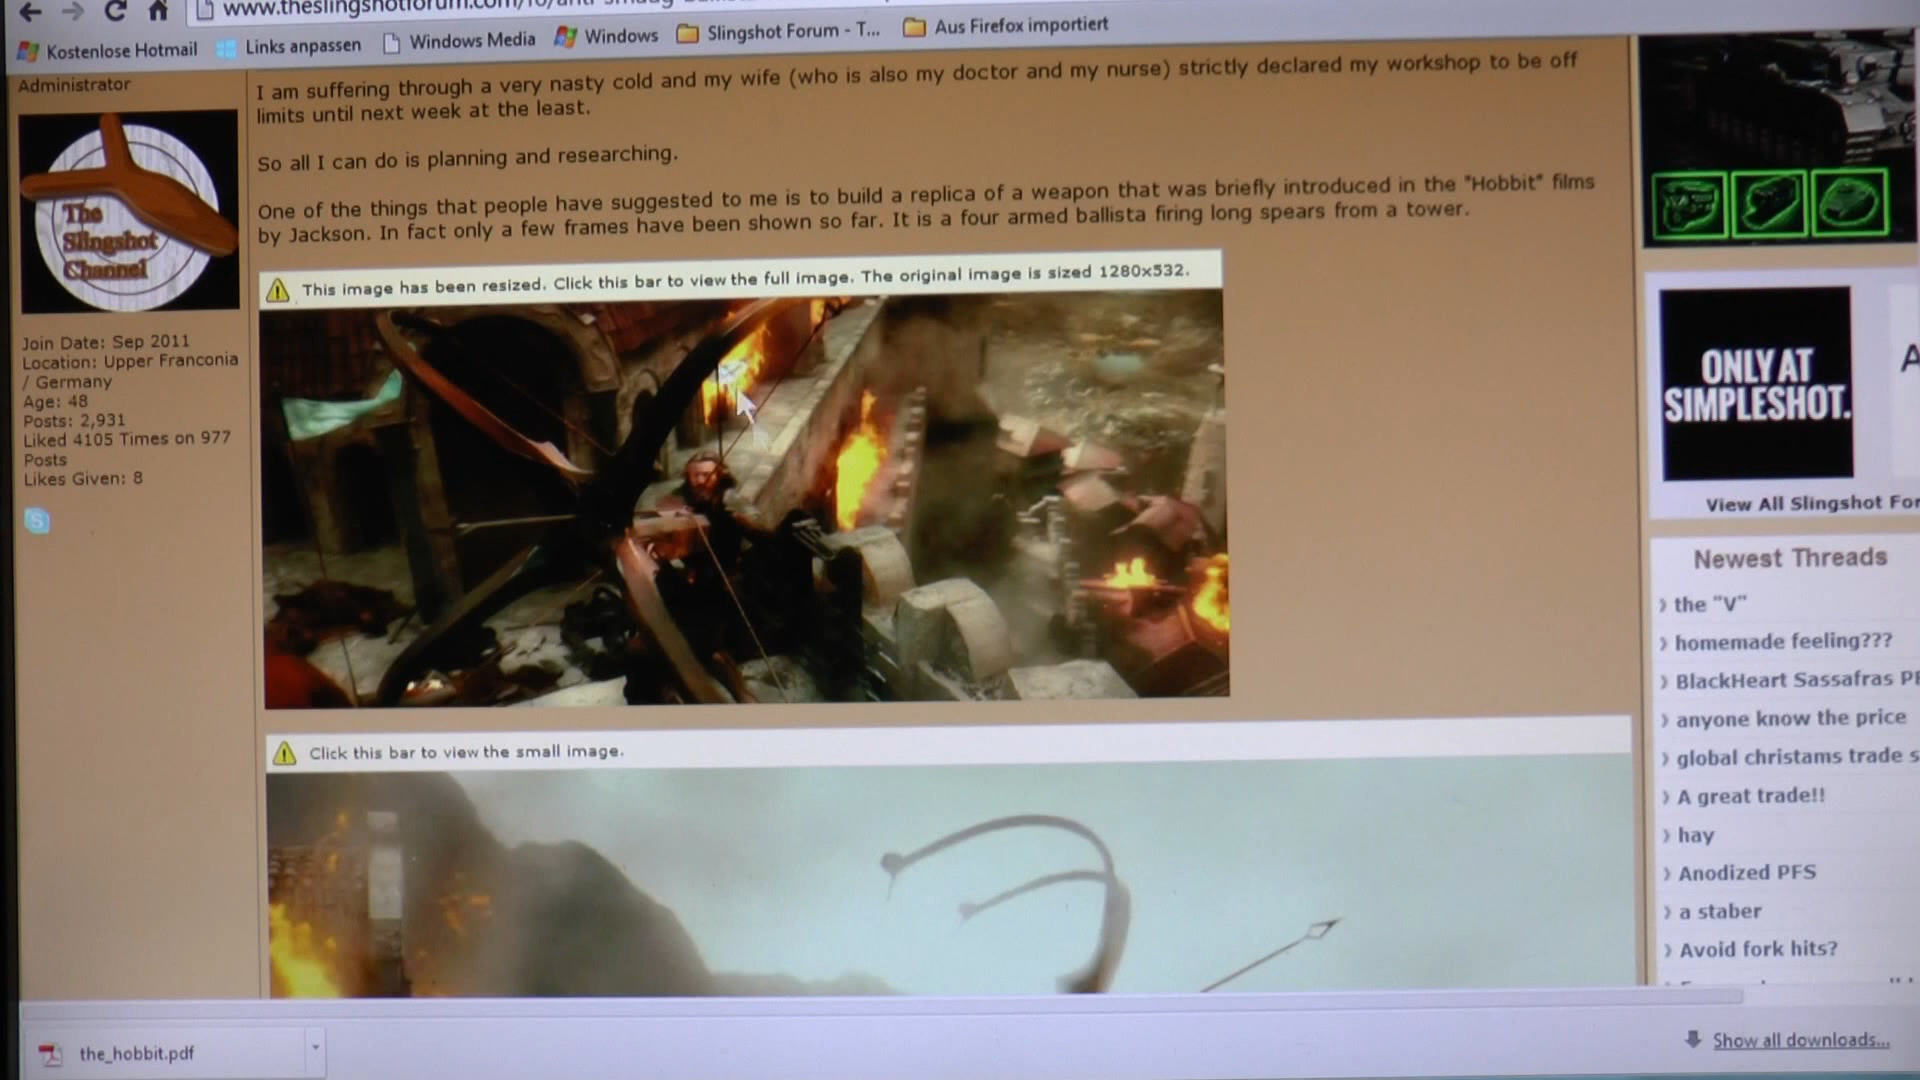 Kostenlose Hotmail
Links anpassen
Windows Media
Windows
Slingshot Forum - T...
Aus Firefox importiert
Administrator
The
Slingshot
Channel
Join Date: Sep 2011
Location: Upper Franconia
/ Germany
Age: 48
Posts: 2,931
Liked 4105 Times on 977
Posts
Likes Given: 8
I am suffering through a very nasty cold and my wife (who is also my doctor and my nurse) strictly declared my workshop to be off
limits until next week at the least.
So all I can do is planning and researching.
One of the things that people have suggested to me is to build a replica of a weapon that was briefly introduced in the "Hobbit" films
by Jackson. In fact only a few frames have been shown so far. It is a four armed ballista firing long spears from a tower.
This image has been resized. Click this bar to view the full image. The original image is sized 1280x532.
Click this bar to view the small image.
ONLY AT
SIMPLESHOT.
A
View All Slingshot For
Newest Threads
the "V"
homemade feeling???
BlackHeart Sassafras PF
anyone know the price
global christams trade s
A great trade!!
hay
Anodized PFS
a staber
Avoid fork hits?
the_hobbit.pdf
Show all downloads...